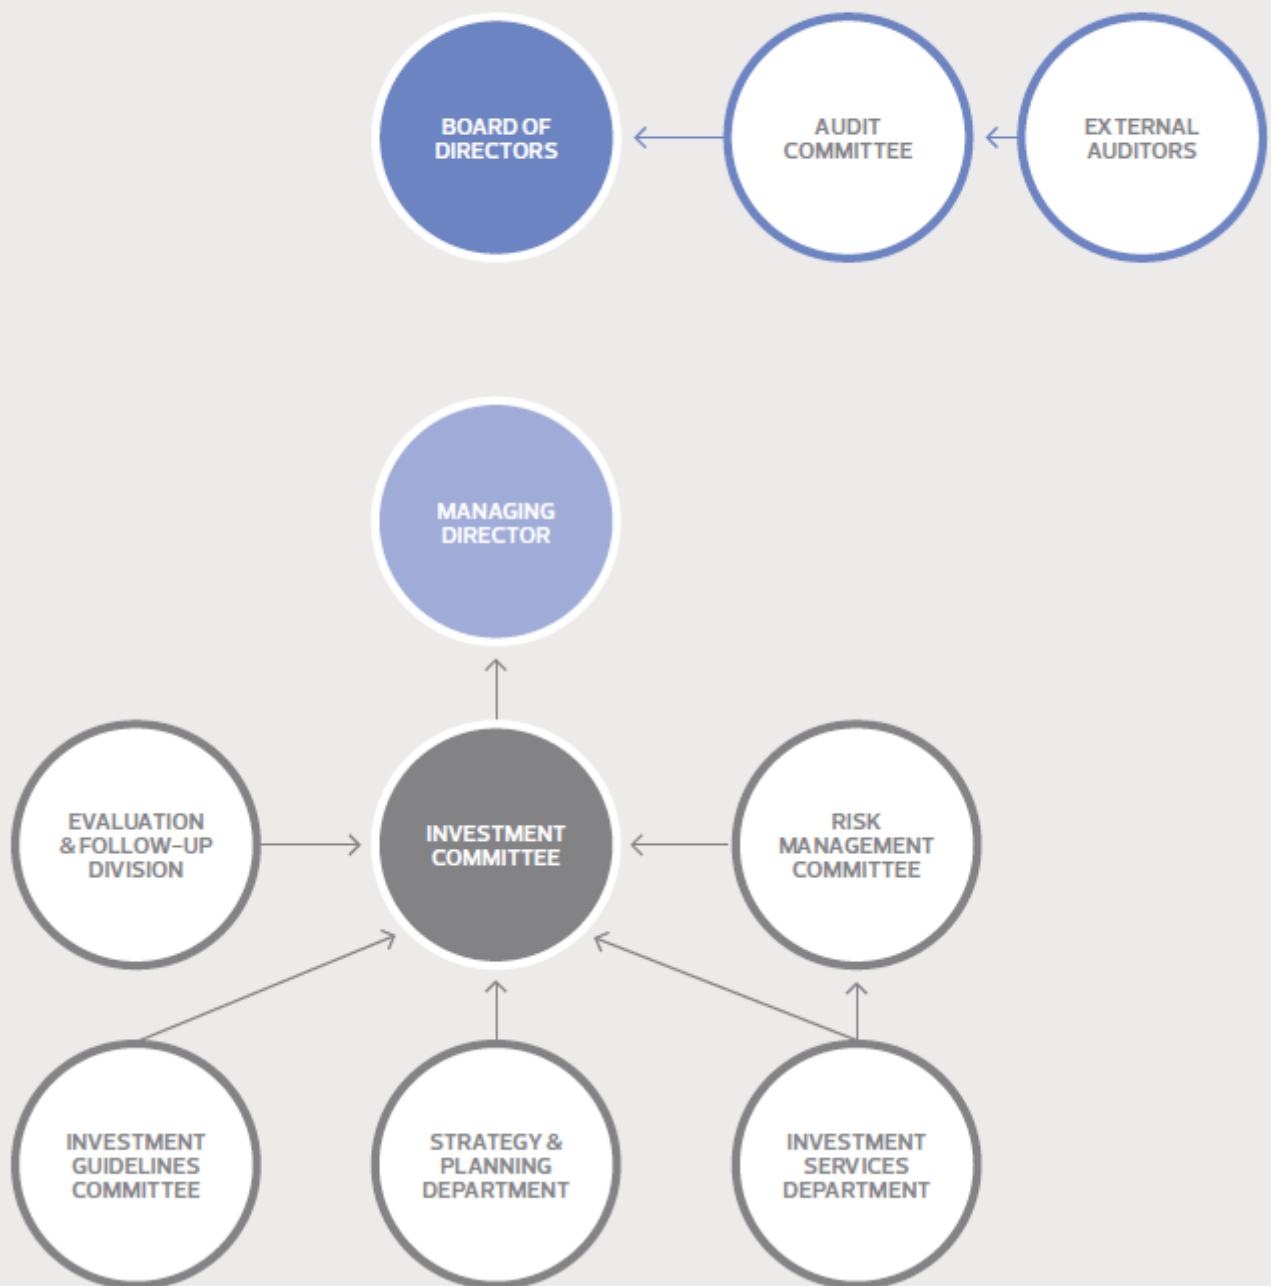 BOARD OF
DIRECTORS
AUDIT
COMMITTEE
EXTERNAL
AUDITORS
MANAGING
DIRECTOR
EVALUATION
& FOLLOW-UP
DIVISION
INVESTMENT
COMMITTEE
RISK
MANAGEMENT
COMMITTEE
INVESTMENT
GUIDELINES
COMMITTEE
STRATEGY &
PLANNING
DEPARTMENT
INVESTMENT
SERVICES
DEPARTMENT